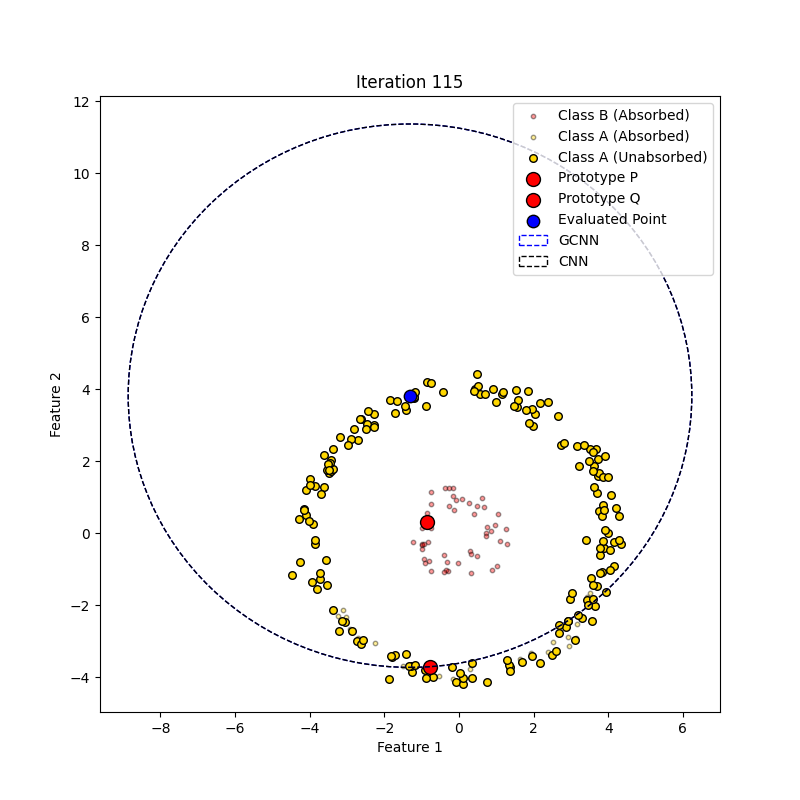 Iteration 115
12
10
8
6
4
2
0
−2
−4
Feature 2
Class B (Absorbed)
Class A (Absorbed)
Class A (Unabsorbed)
Prototype P
Prototype Q
Evaluated Point
GCNN
CNN
−8 −6 −4 −2 0 2 4 6
Feature 1